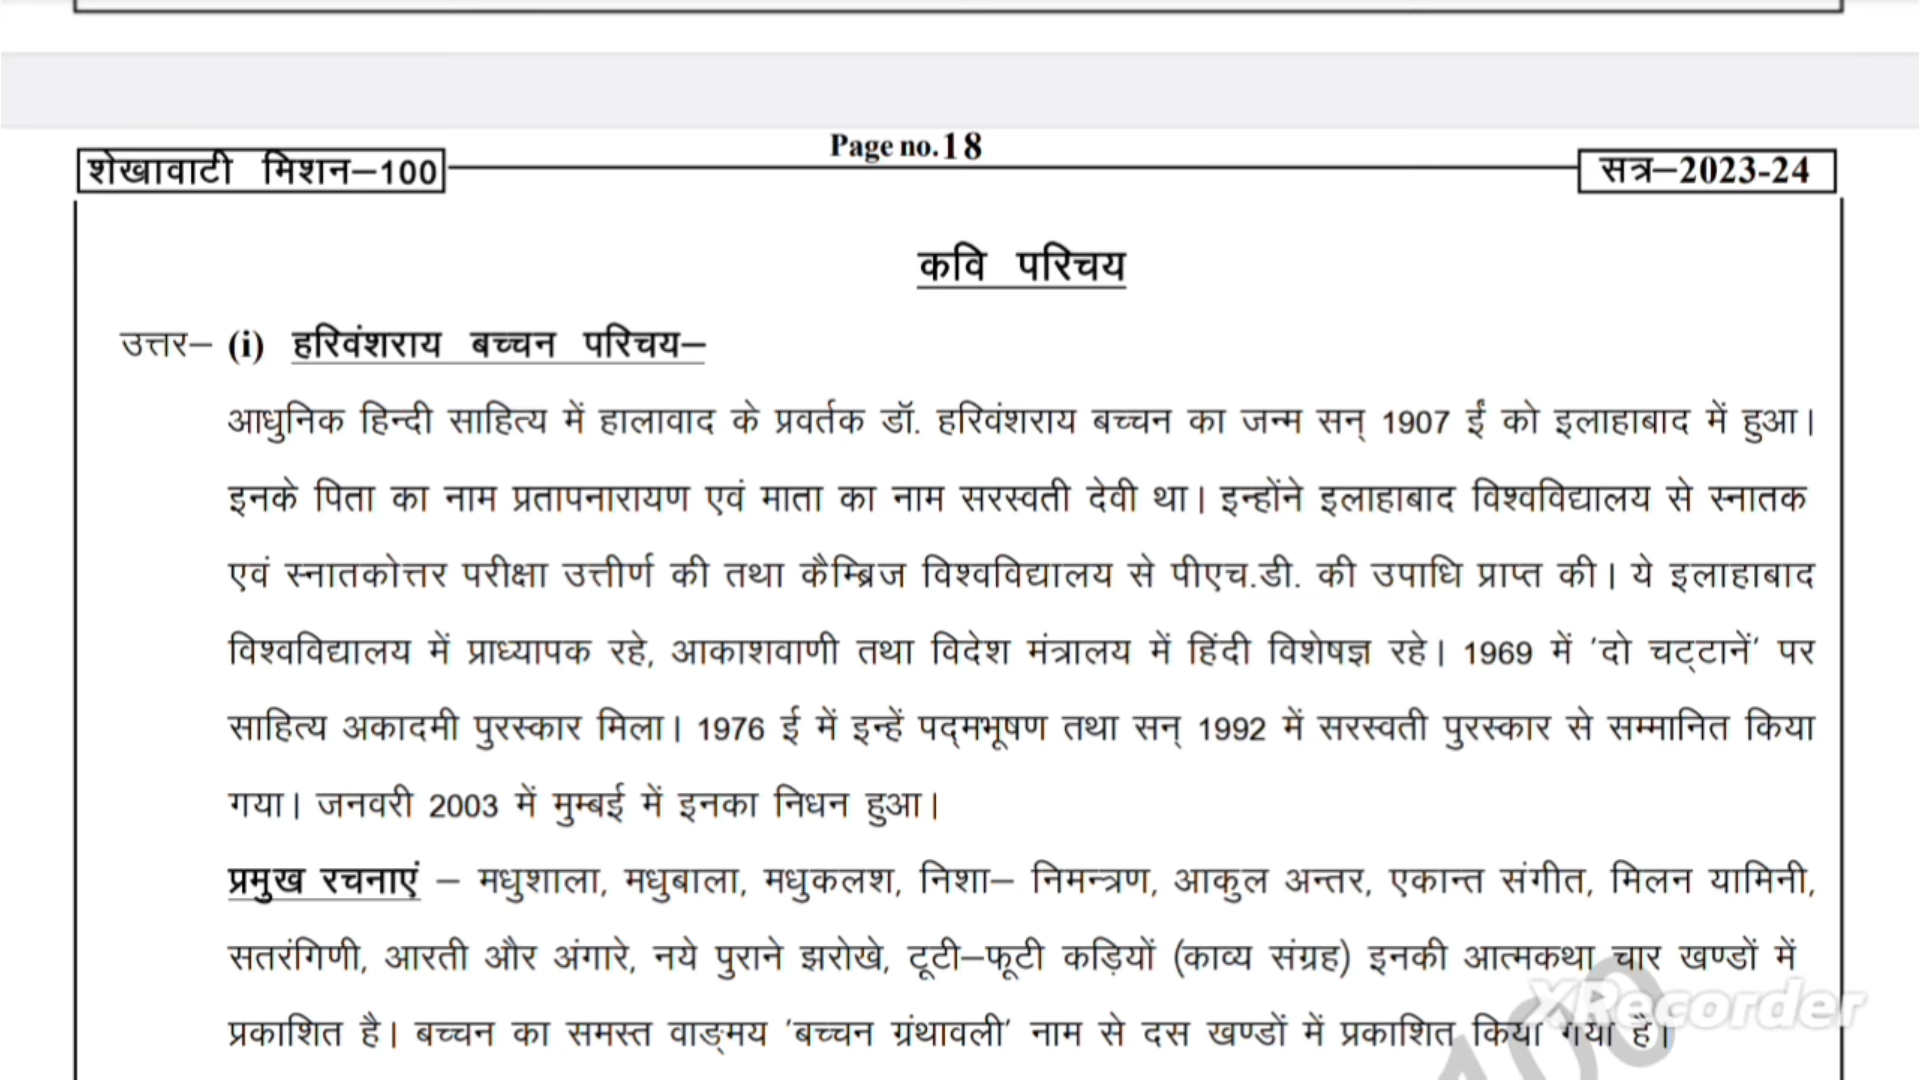 Page no.18
शेखावाटी मिशन–100
सत्र–2023-24
कवि परिचय
उत्तर– (i) हरिवंशराय बच्चन परिचय–
आधुनिक हिन्दी साहित्य में हालावाद के प्रवर्तक डॉ. हरिवंशराय बच्चन का जन्म सन् 1907 ईं को इलाहाबाद में हुआ।
इनके पिता का नाम प्रतापनारायण एवं माता का नाम सरस्वती देवी था। इन्होंने इलाहाबाद विश्वविद्यालय से स्नातक
एवं स्नातकोत्तर परीक्षा उत्तीर्ण की तथा कैम्ब्रिज विश्वविद्यालय से पीएच.डी. की उपाधि प्राप्त की। ये इलाहाबाद
विश्वविद्यालय में प्राध्यापक रहे, आकाशवाणी तथा विदेश मंत्रालय में हिंदी विशेषज्ञ रहे। 1969 में 'दो चट्टानें' पर
साहित्य अकादमी पुरस्कार मिला। 1976 ई में इन्हें पद्मभूषण तथा सन् 1992 में सरस्वती पुरस्कार से सम्मानित किया
गया। जनवरी 2003 में मुम्बई में इनका निधन हुआ।
प्रमुख रचनाएं – मधुशाला, मधुबाला, मधुकलश, निशा– निमन्त्रण, आकुल अन्तर, एकान्त संगीत, मिलन यामिनी,
सतरंगिणी, आरती और अंगारे, नये पुराने झरोखे, टूटी–फूटी कड़ियों (काव्य संग्रह) इनकी आत्मकथा चार खण्डों में
प्रकाशित है। बच्चन का समस्त वाङ्मय 'बच्चन ग्रंथावली' नाम से दस खण्डों में प्रकाशित किया गया है।
XRecorder
100